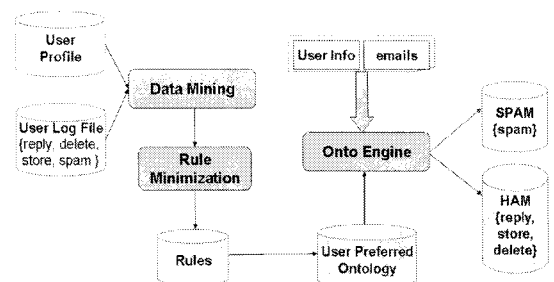 User
Profile
User Log File
{reply, delete,
store, spam }
Data Mining
Rule
Minimization
Rules
User Preferred
Ontology
User Info
emails
Onto Engine
SPAM
{spam}
HAM
{reply,
store,
delete}